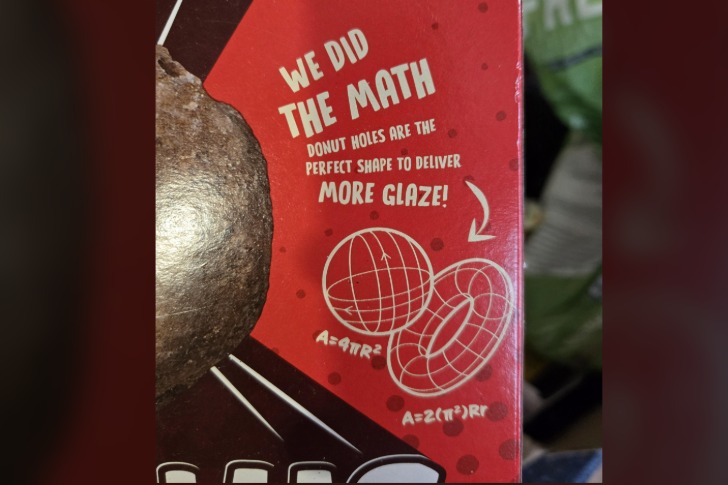 WE DID
THE MATH
DONUT HOLES ARE THE
PERFECT SHAPE TO DELIVER
MORE GLAZE!
A=4πR²
A=2(π²)Rr